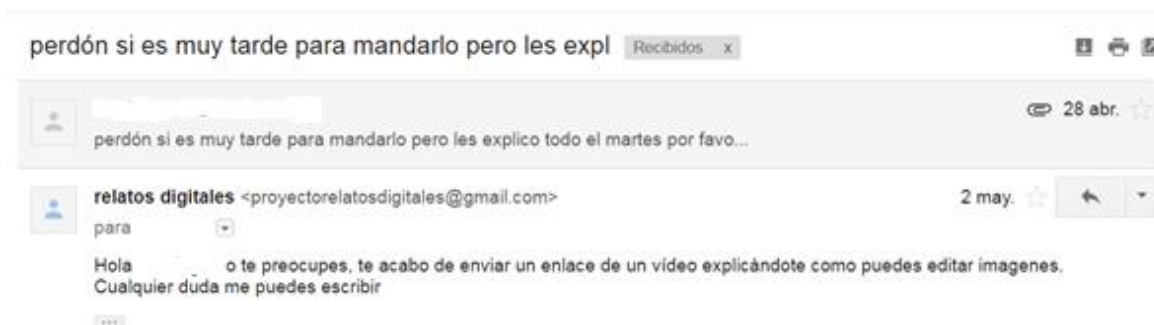 perdón si es muy tarde para mandarlo pero les expl Recibidos x
28 abr.
perdón si es muy tarde para mandarlo pero les explico todo el martes por favo...
relatos digitales <proyectorelatosdigitales@gmail.com> 2 may.
para
Hola o te preocupes, te acabo de enviar un enlace de un vídeo explicándote como puedes editar imagenes.
Cualquier duda me puedes escribir
...